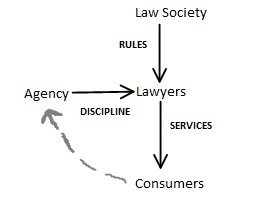 Law Society
RULES
Agency
Lawyers
DISCIPLINE
SERVICES
Consumers